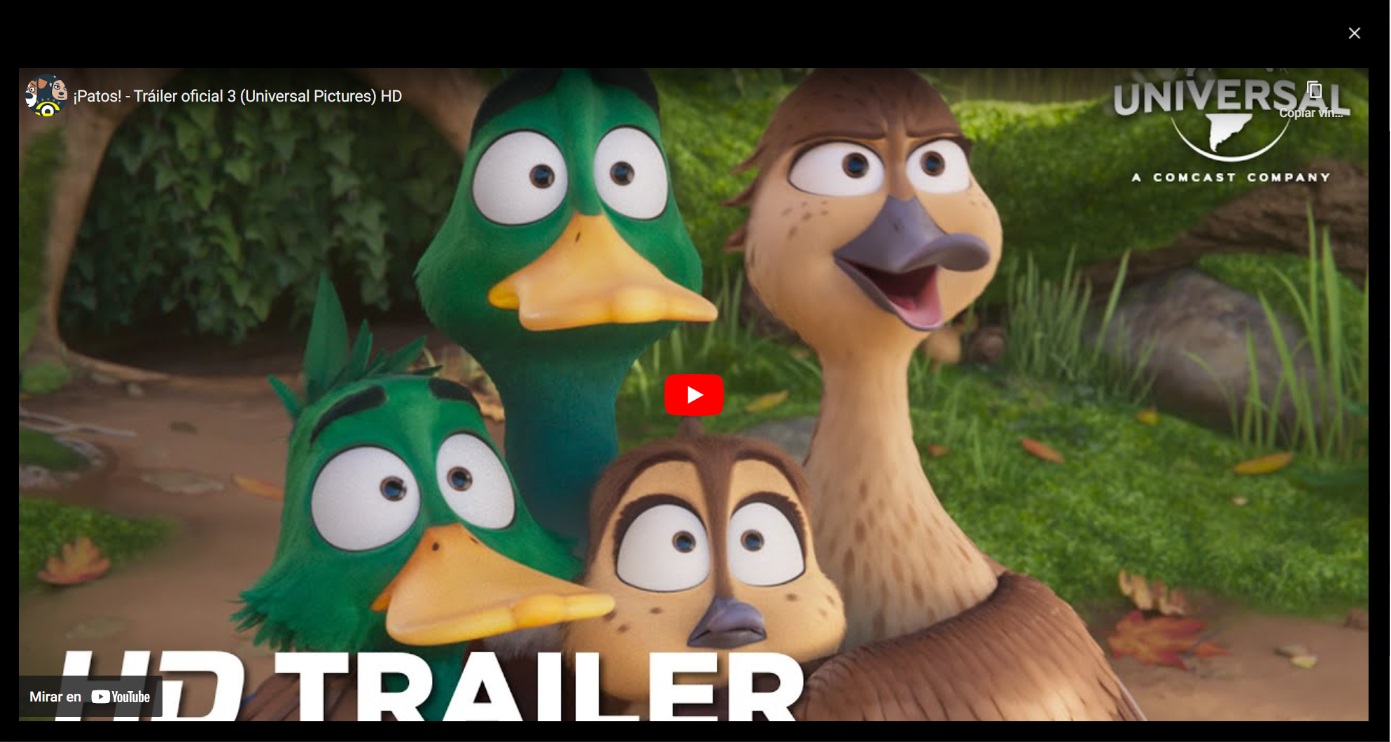 ¡Patos! - Tráiler oficial 3 (Universal Pictures) HD
UNIVERSAL
Copiar vín...
A COMCAST COMPANY
HD TRAILER
Mirar en YouTube